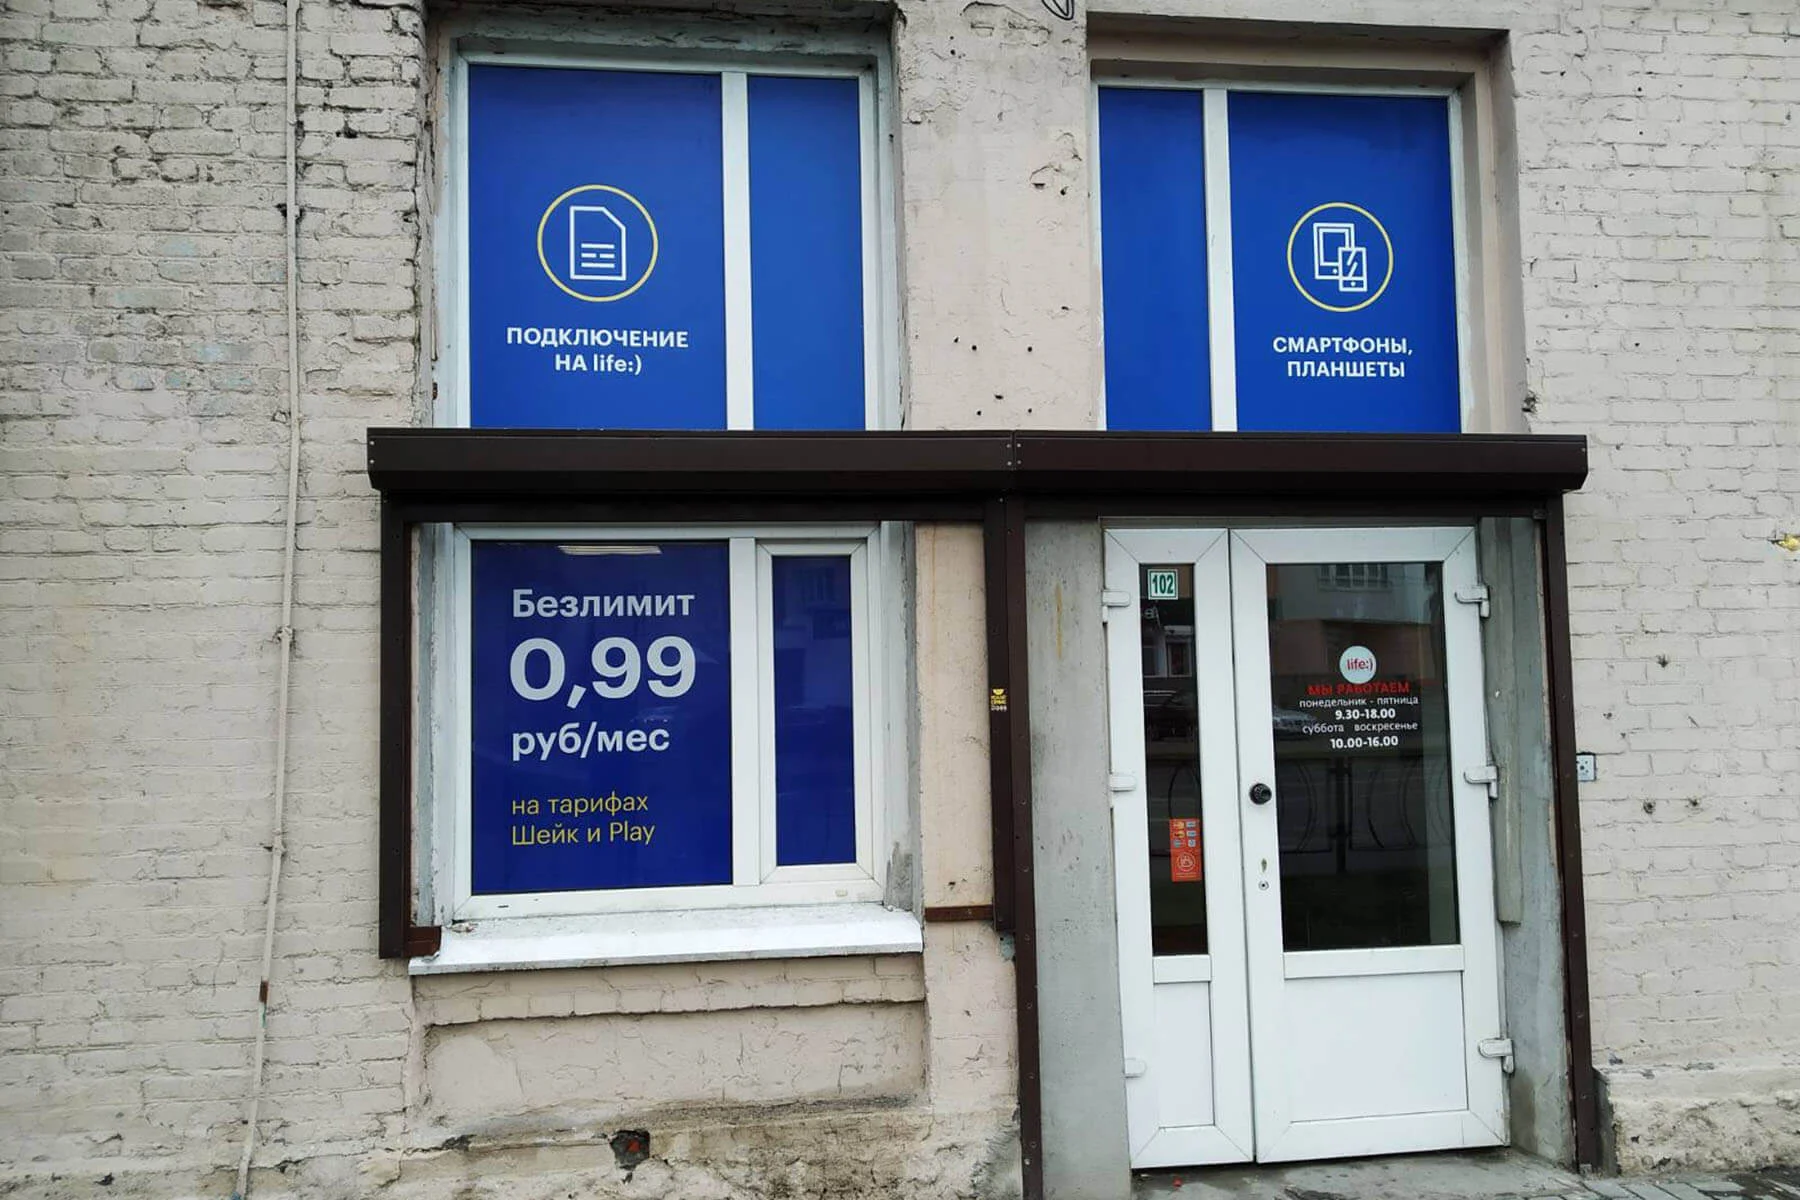 ПОДКЛЮЧЕНИЕ
НА life:)
СМАРТФОНЫ,
ПЛАНШЕТЫ
Безлимит
0,99
руб/мес
на тарифах
Шейк и Play
102
life:)
МЫ РАБОТАЕМ
понедельник - пятница
9.30-18.00
суббота воскресенье
10.00-16.00